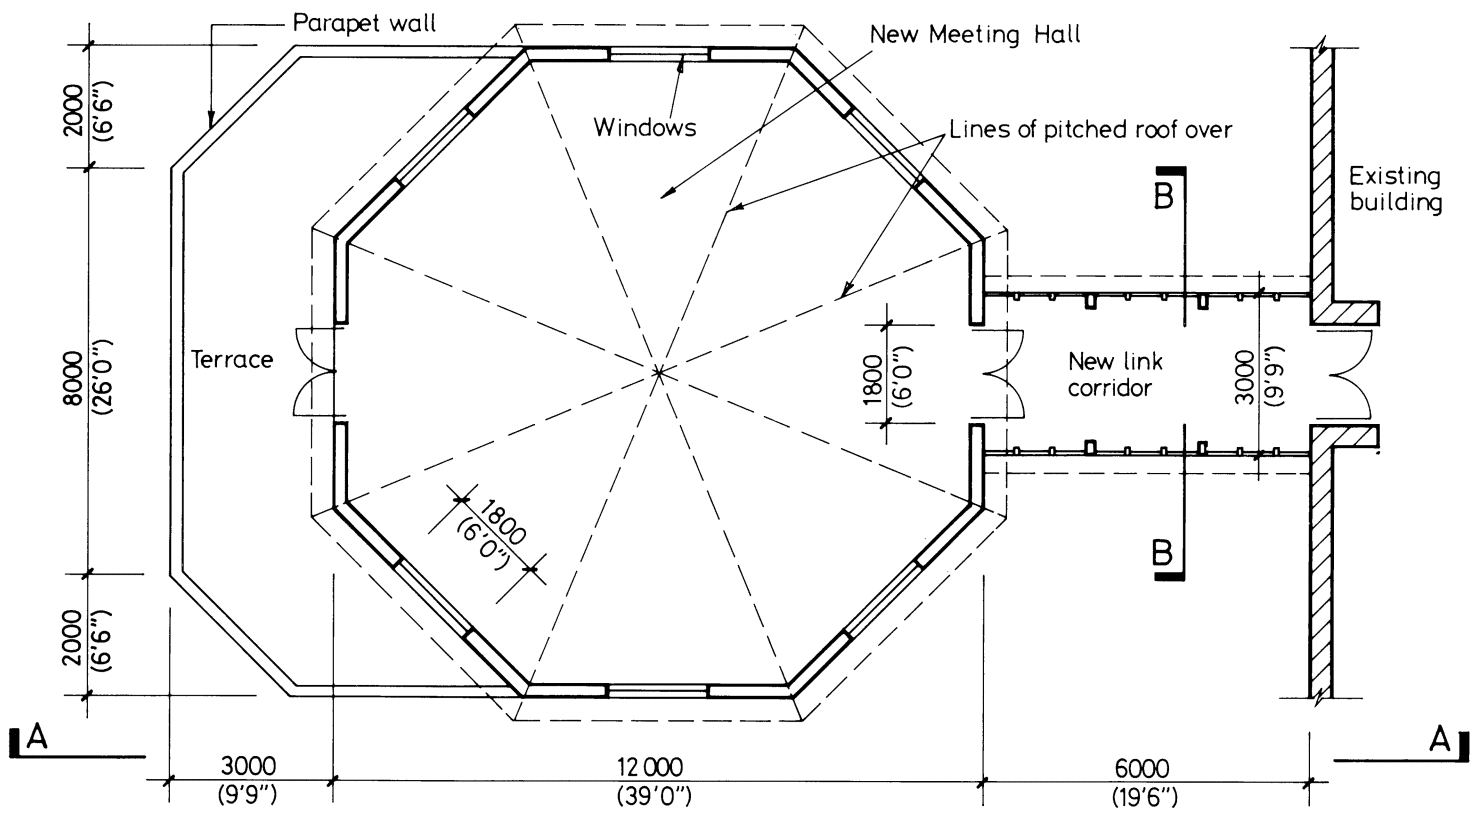 Parapet wall
New Meeting Hall
Windows
Lines of pitched roof over
Existing
building
B
2000
(6'6")
8000
(26'0")
2000
(6'6")
Terrace
1800
(6'0")
New link
corridor
3000
(9'9")
1800
(6'0")
B
A
A
3000
(9'9")
12 000
(39'0")
6000
(19'6")